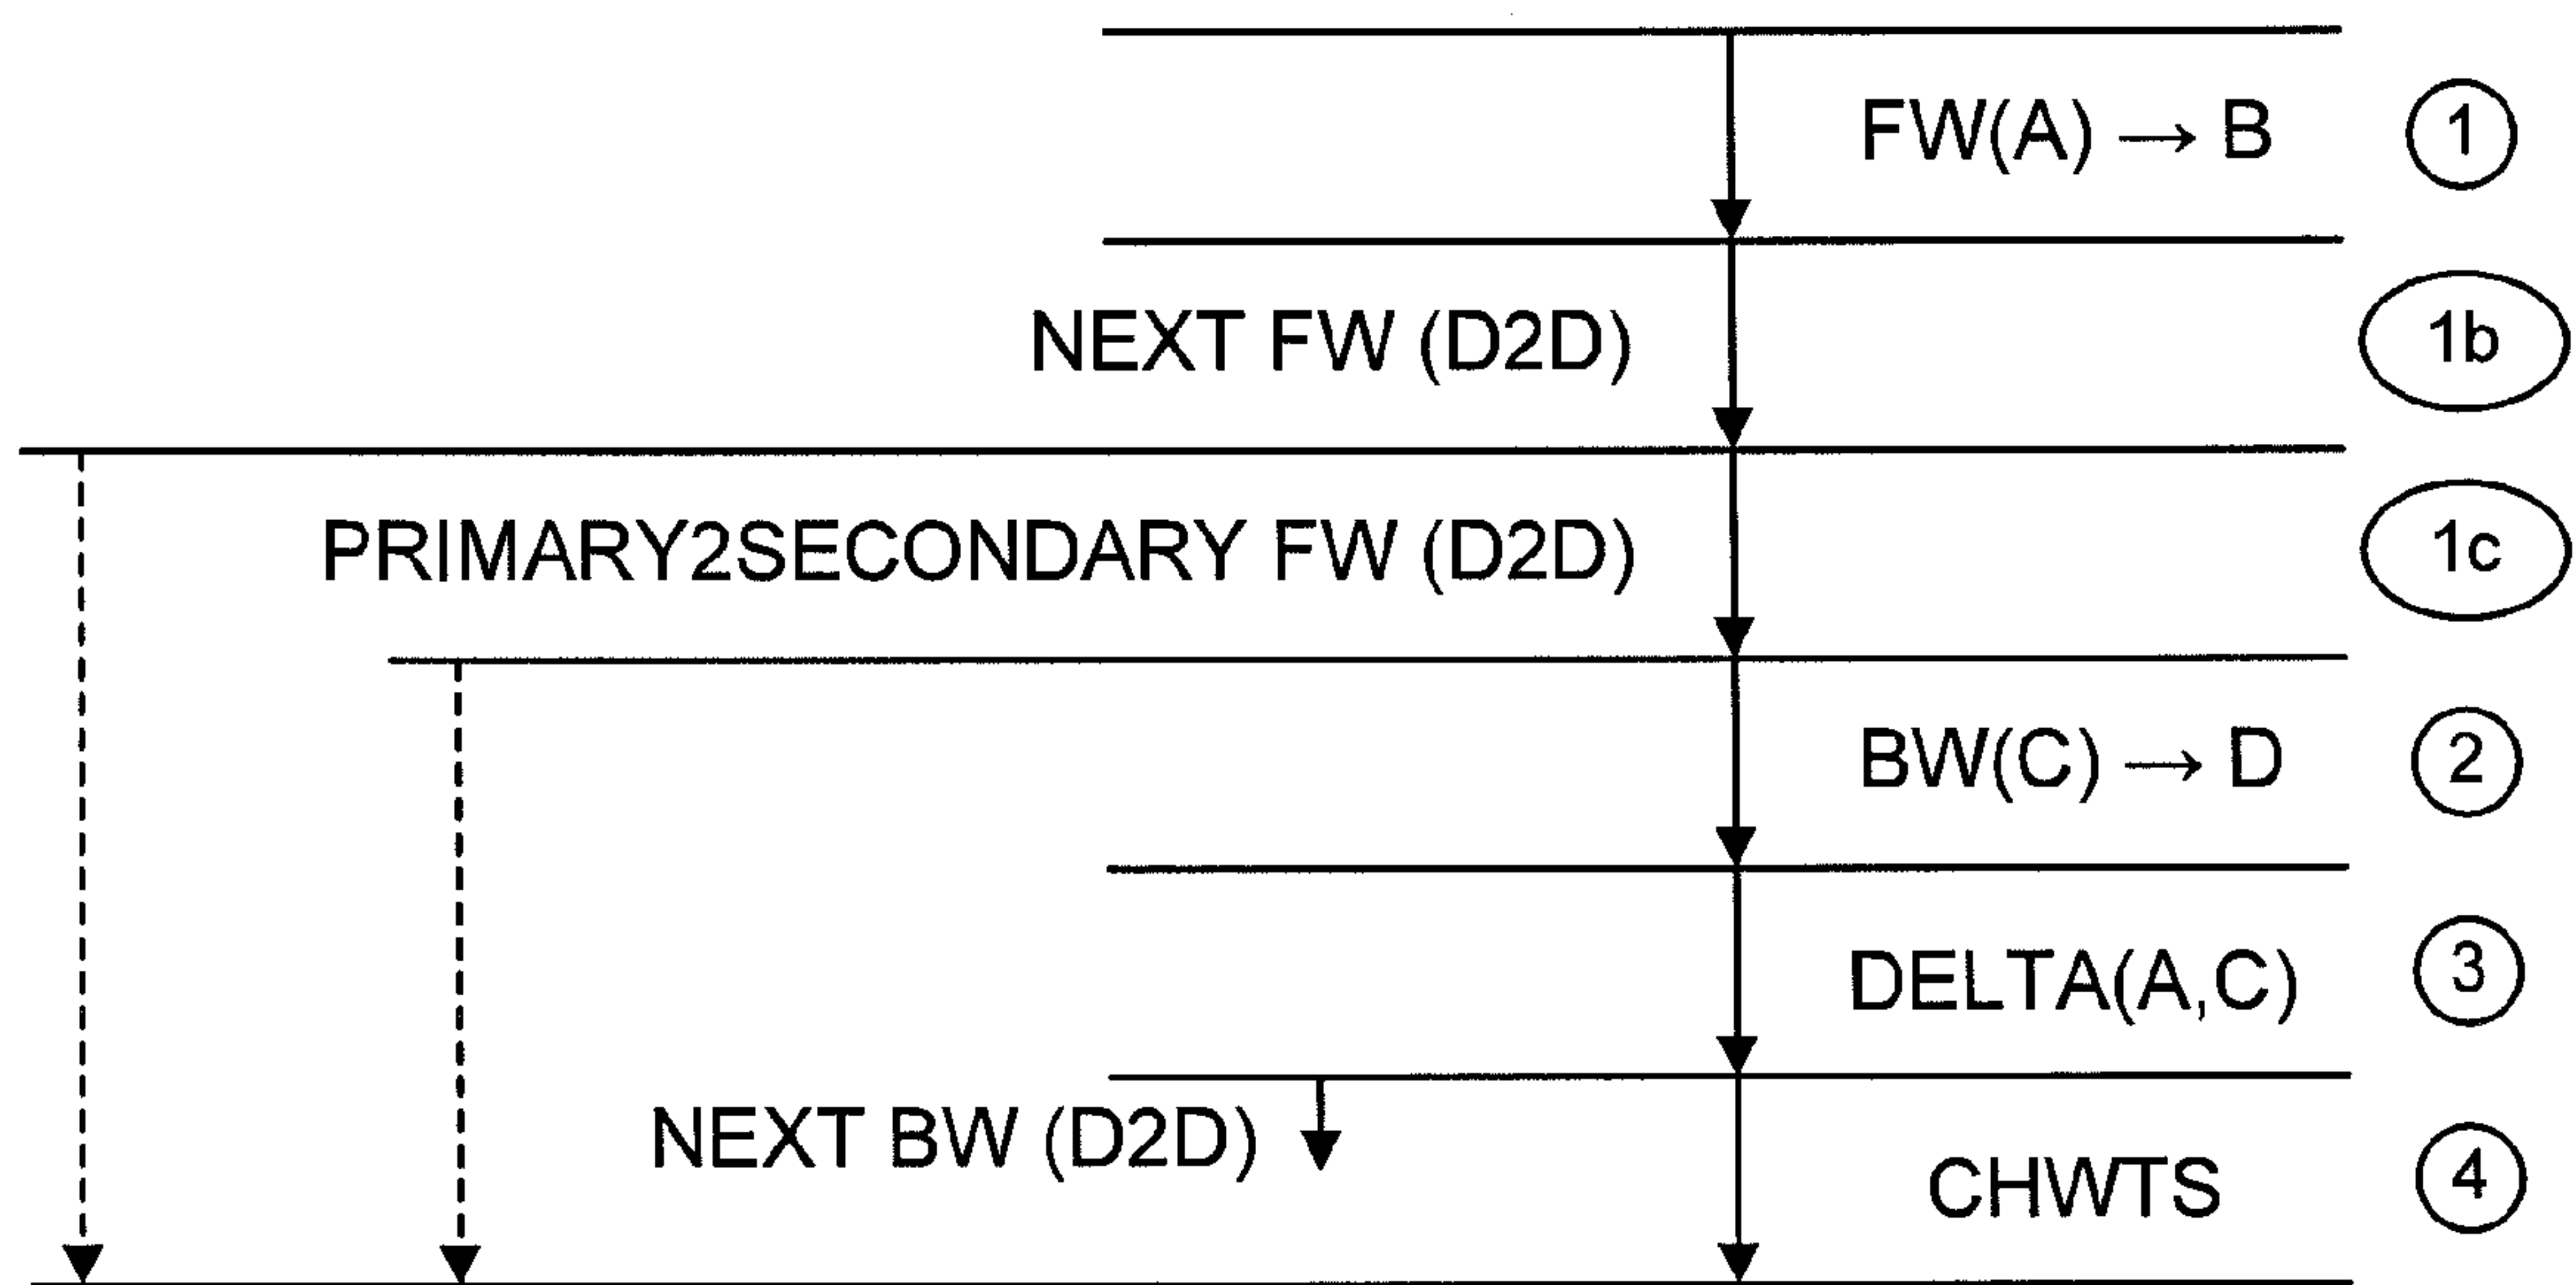 FW(A) → B 1
NEXT FW (D2D) 1b
PRIMARY2SECONDARY FW (D2D) 1c
BW(C) → D 2
DELTA(A,C) 3
NEXT BW (D2D)
CHWTS 4